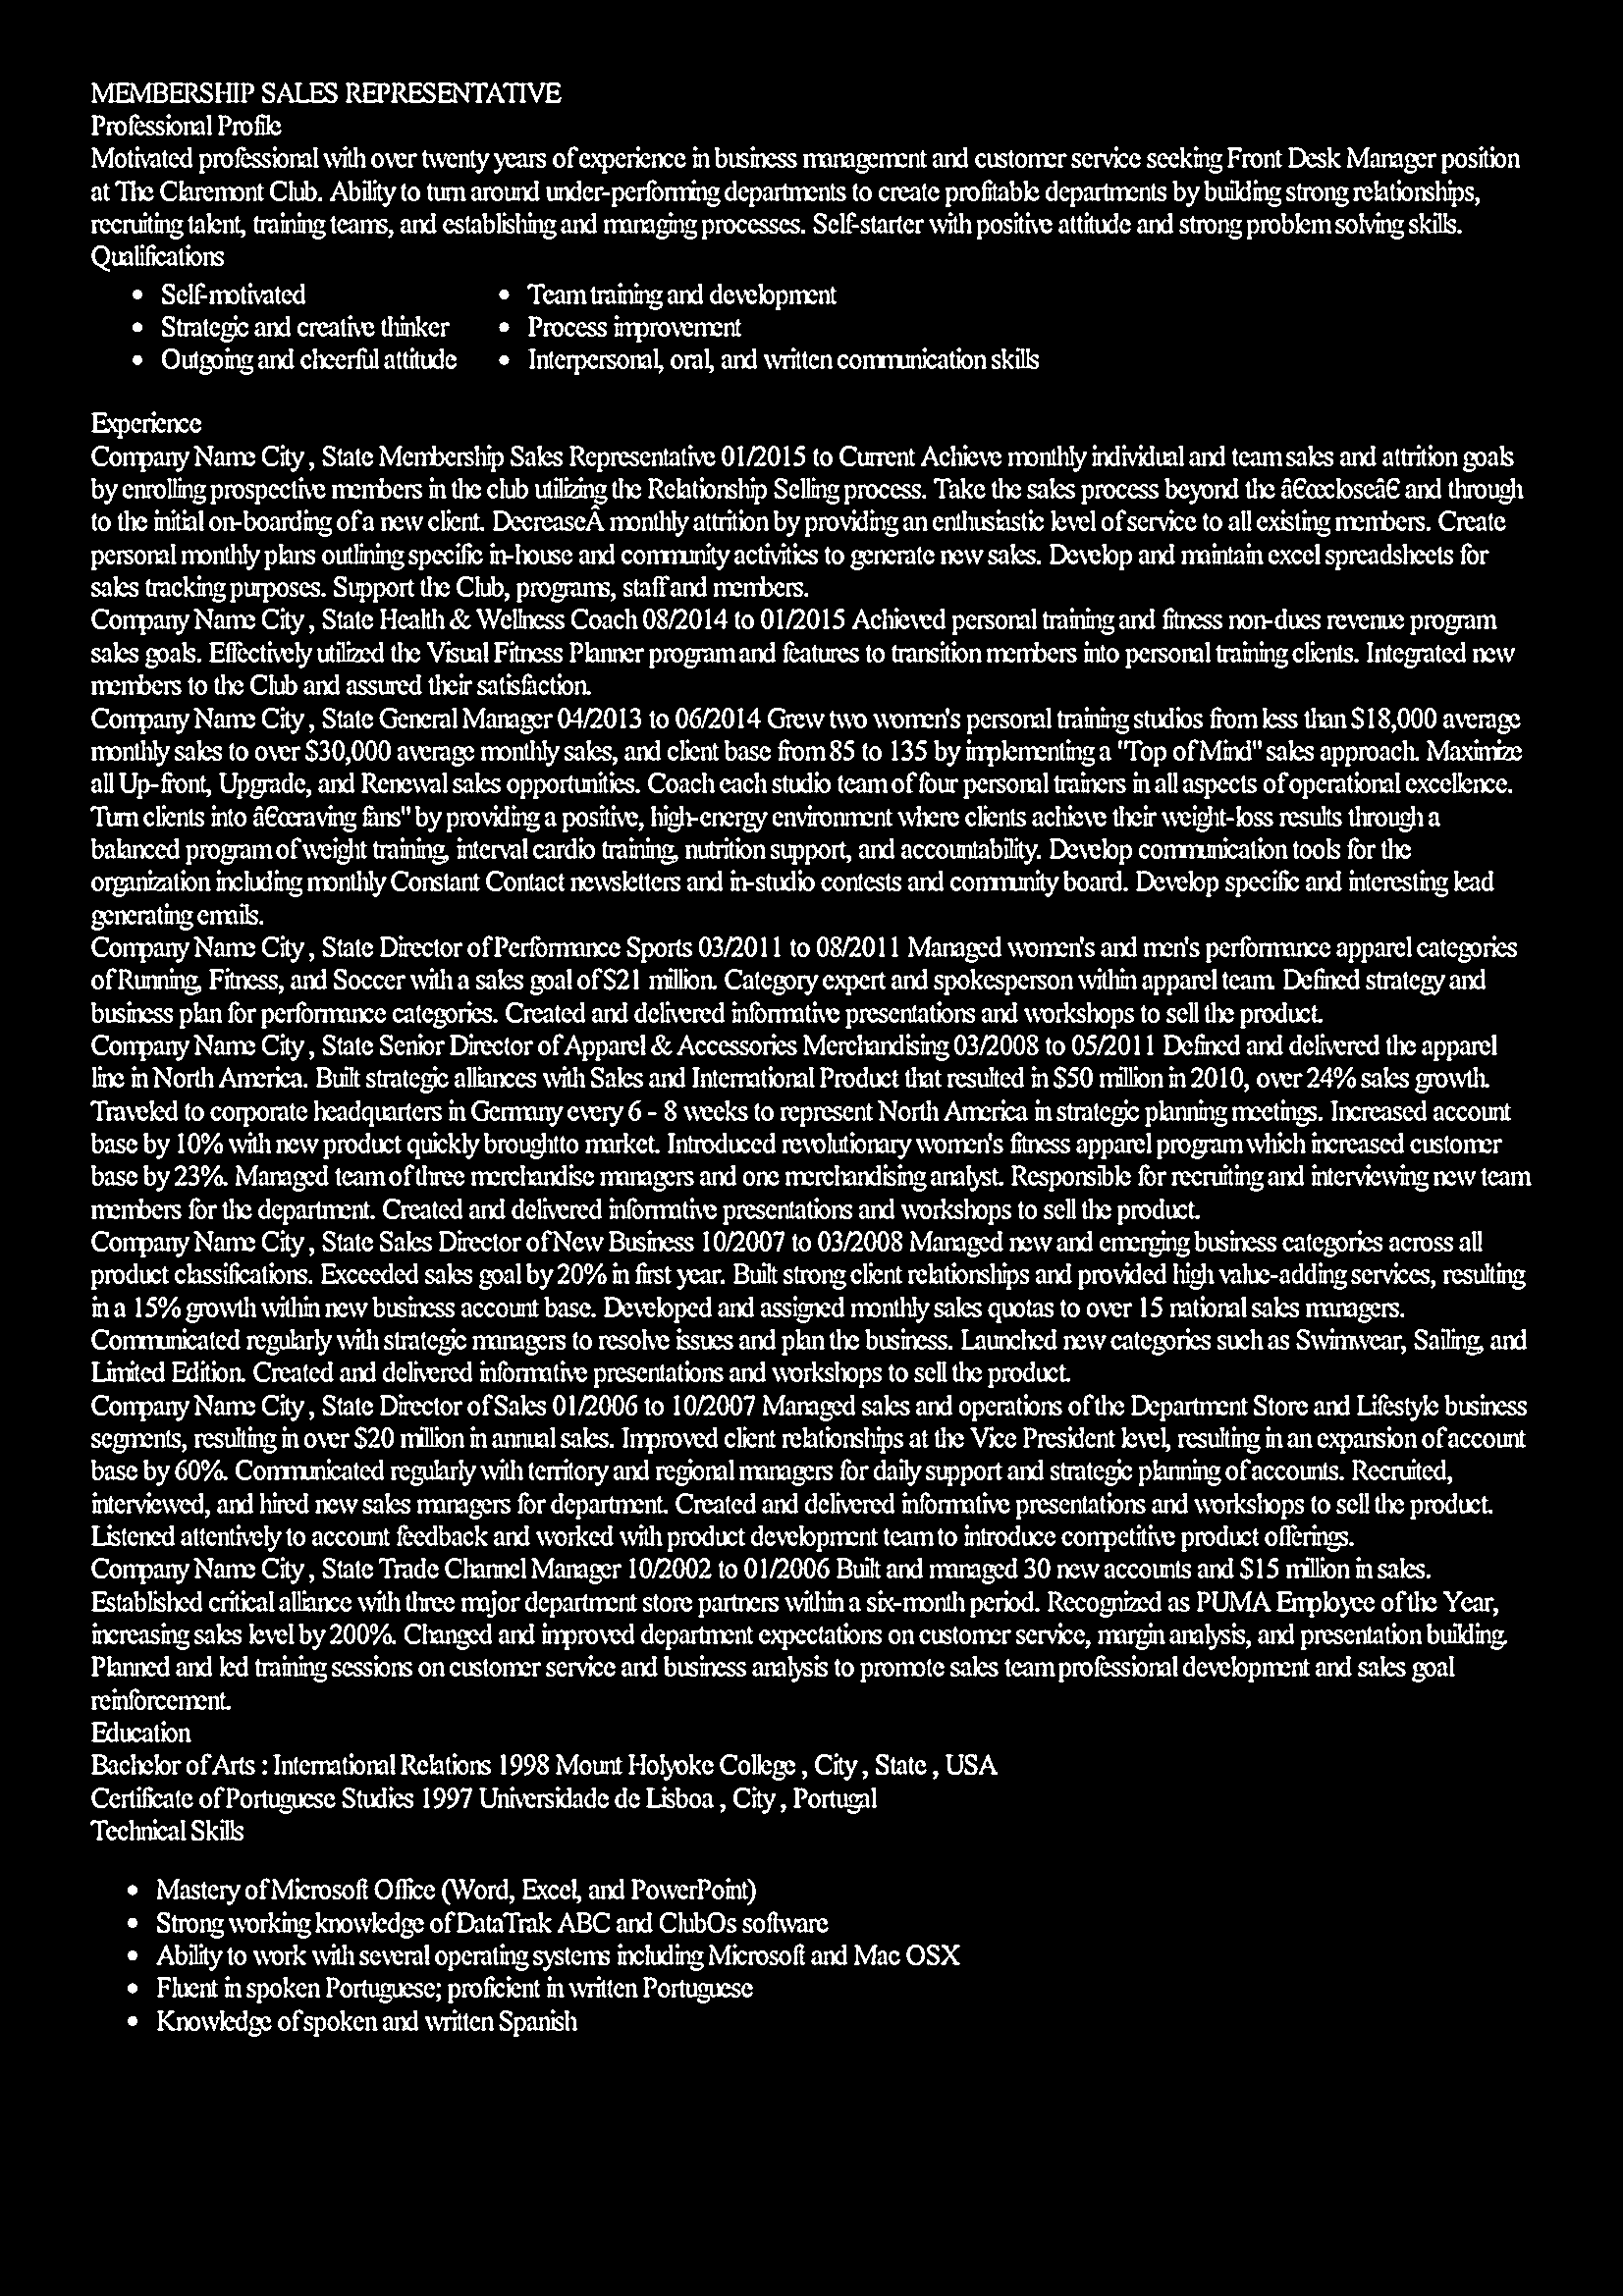 MEMBERSHIP SALES REPRESENTATIVE
Professional Profile
Motivated professional with over twenty years of experience in business management and customer service seeking Front Desk Manager position
at The Claremont Club. Ability to turn around under-performing departments to create profitable departments by building strong relationships,
recruiting talent, training teams, and establishing and managing processes. Self-starter with positive attitude and strong problem solving skills.
Qualifications
• Self-motivated • Team training and development
• Strategic and creative thinker • Process improvement
• Outgoing and cheerful attitude • Interpersonal, oral, and written communication skills
Experience
Company Name City , State Membership Sales Representative 01/2015 to Current Achieve monthly individual and team sales and attrition goals
by enrolling prospective members in the club utilizing the Relationship Selling process. Take the sales process beyond the â€œcloseâ€ and through
to the initial on-boarding of a new client. DecreaseÂ monthly attrition by providing an enthusiastic level of service to all existing members. Create
personal monthly plans outlining specific in-house and community activities to generate new sales. Develop and maintain excel spreadsheets for
sales tracking purposes. Support the Club, programs, staff and members.
Company Name City , State Health & Wellness Coach 08/2014 to 01/2015 Achieved personal training and fitness non-dues revenue program
sales goals. Effectively utilized the Visual Fitness Planner program and features to transition members into personal training clients. Integrated new
members to the Club and assured their satisfaction.
Company Name City , State General Manager 04/2013 to 06/2014 Grew two women's personal training studios from less than $18,000 average
monthly sales to over $30,000 average monthly sales, and client base from 85 to 135 by implementing a "Top of Mind" sales approach. Maximize
all Up-front, Upgrade, and Renewal sales opportunities. Coach each studio team of four personal trainers in all aspects of operational excellence.
Turn clients into â€œraving fans" by providing a positive, high-energy environment where clients achieve their weight-loss results through a
balanced program of weight training, interval cardio training, nutrition support, and accountability. Develop communication tools for the
organization including monthly Constant Contact newsletters and in-studio contests and community board. Develop specific and interesting lead
generating emails.
Company Name City , State Director of Performance Sports 03/2011 to 08/2011 Managed women's and men's performance apparel categories
of Running, Fitness, and Soccer with a sales goal of $21 million. Category expert and spokesperson within apparel team. Defined strategy and
business plan for performance categories. Created and delivered informative presentations and workshops to sell the product.
Company Name City , State Senior Director of Apparel & Accessories Merchandising 03/2008 to 05/2011 Defined and delivered the apparel
line in North America. Built strategic alliances with Sales and International Product that resulted in $50 million in 2010, over 24% sales growth.
Traveled to corporate headquarters in Germany every 6 - 8 weeks to represent North America in strategic planning meetings. Increased account
base by 10% with new product quickly broughtto market. Introduced revolutionary women's fitness apparel program which increased customer
base by 23%. Managed team of three merchandise managers and one merchandising analyst. Responsible for recruiting and interviewing new team
members for the department. Created and delivered informative presentations and workshops to sell the product.
Company Name City , State Sales Director of New Business 10/2007 to 03/2008 Managed new and emerging business categories across all
product classifications. Exceeded sales goal by 20% in first year. Built strong client relationships and provided high value-adding services, resulting
in a 15% growth within new business account base. Developed and assigned monthly sales quotas to over 15 national sales managers.
Communicated regularly with strategic managers to resolve issues and plan the business. Launched new categories such as Swimwear, Sailing, and
Limited Edition. Created and delivered informative presentations and workshops to sell the product.
Company Name City , State Director of Sales 01/2006 to 10/2007 Managed sales and operations of the Department Store and Lifestyle business
segments, resulting in over $20 million in annual sales. Improved client relationships at the Vice President level, resulting in an expansion of account
base by 60%. Communicated regularly with territory and regional managers for daily support and strategic planning of accounts. Recruited,
interviewed, and hired new sales managers for department. Created and delivered informative presentations and workshops to sell the product.
Listened attentively to account feedback and worked with product development team to introduce competitive product offerings.
Company Name City , State Trade Channel Manager 10/2002 to 01/2006 Built and managed 30 new accounts and $15 million in sales.
Established critical alliance with three major department store partners within a six-month period. Recognized as PUMA Employee of the Year,
increasing sales level by 200%. Changed and improved department expectations on customer service, margin analysis, and presentation building.
Planned and led training sessions on customer service and business analysis to promote sales team professional development and sales goal
reinforcement.
Education
Bachelor of Arts : International Relations 1998 Mount Holyoke College , City , State , USA
Certificate of Portuguese Studies 1997 Universidade de Lisboa , City , Portugal
Technical Skills
• Mastery of Microsoft Office (Word, Excel, and PowerPoint)
• Strong working knowledge of DataTrak ABC and ClubOs software
• Ability to work with several operating systems including Microsoft and Mac OSX
• Fluent in spoken Portuguese; proficient in written Portuguese
• Knowledge of spoken and written Spanish